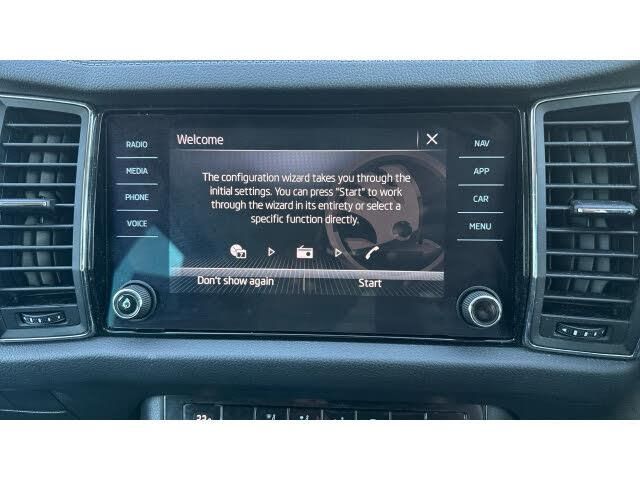 RADIO
MEDIA
PHONE
VOICE
Welcome
The configuration wizard takes you through the
initial settings. You can press "Start" to work
through the wizard in its entirety or select a
specific function directly.
Don't show again
Start
NAV
APP
CAR
MENU